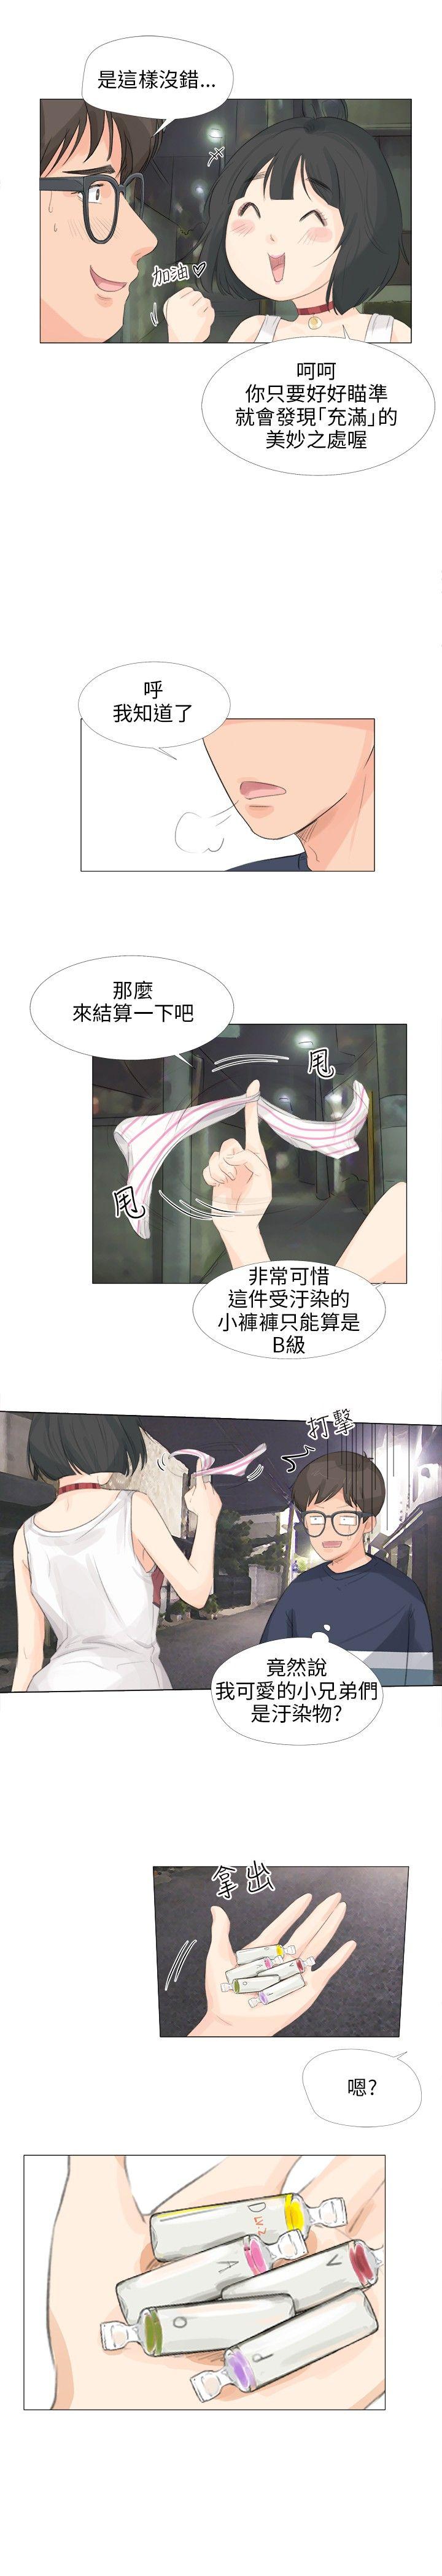 是這樣沒錯...
加油♡
呵呵
你只要好好瞄準
就會發現「充滿」的
美妙之處喔
呼
我知道了
那麼
來結算一下吧
甩
甩
非常可惜
這件受汙染的
小褲褲只能算是
B級
打擊
竟然說
我可愛的小兄弟們
是汙染物?
拿出
嗯?
D
A
V
O
P